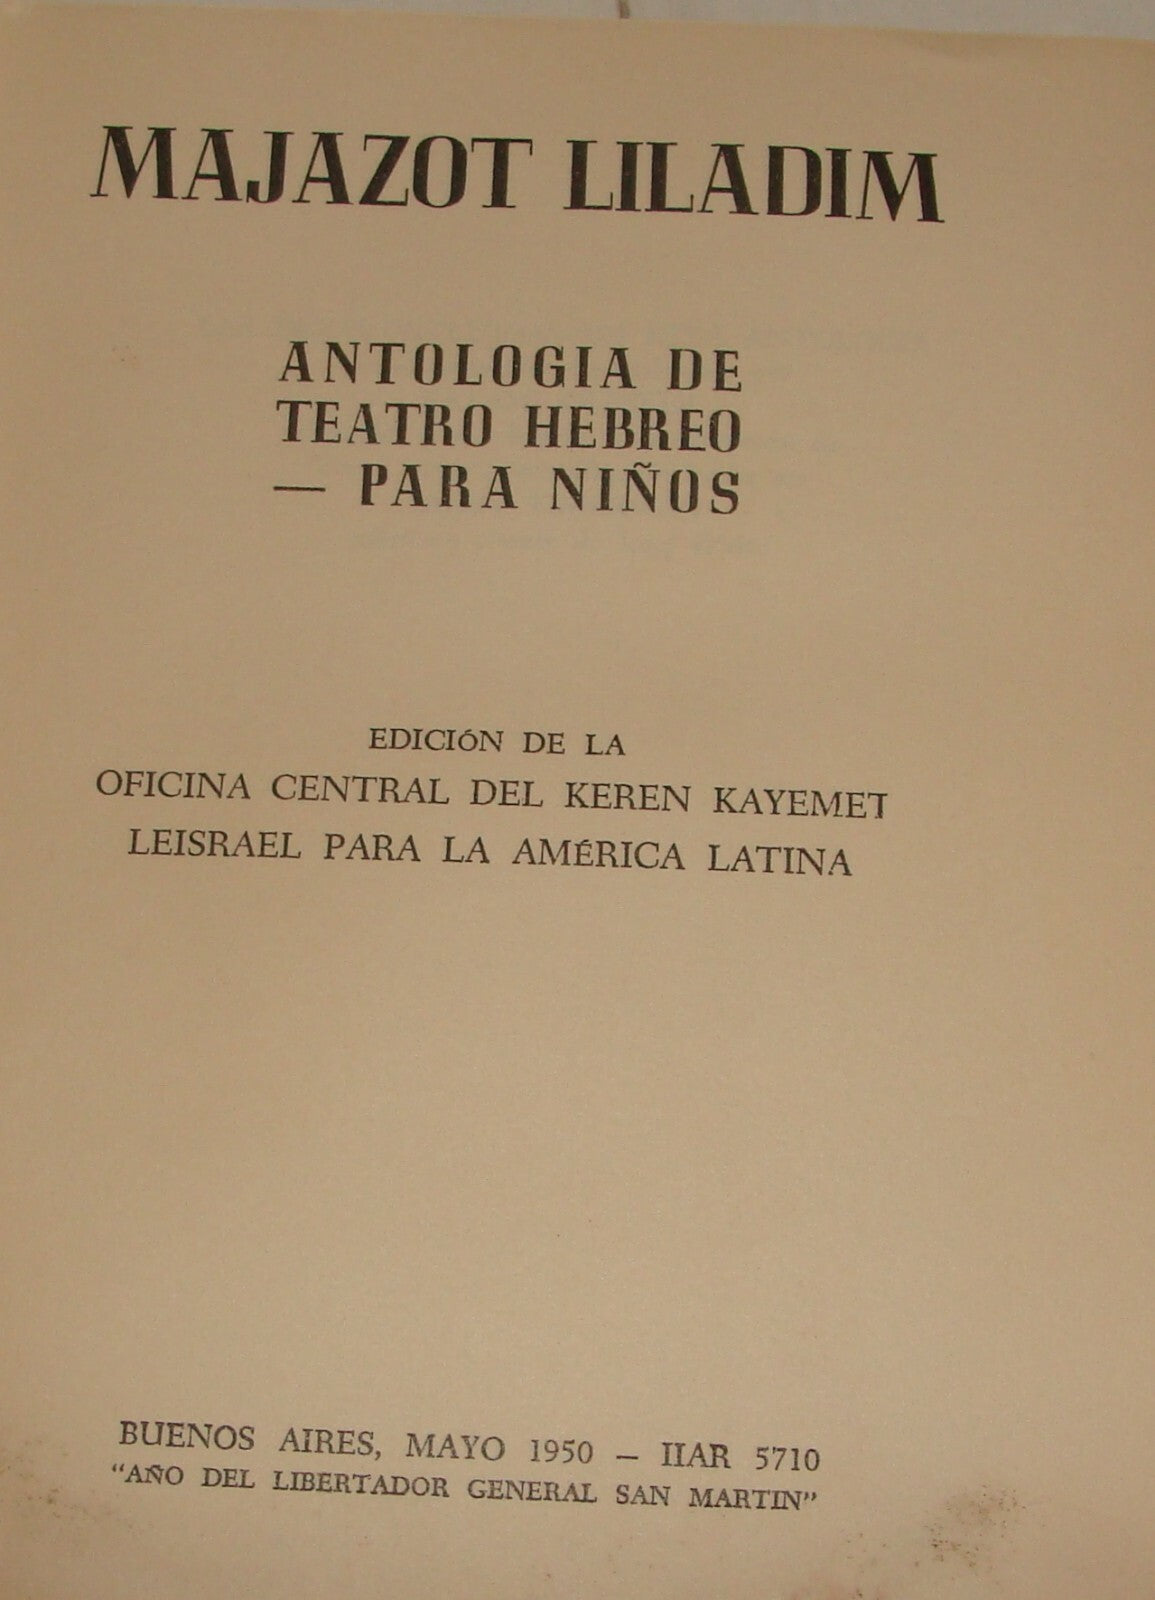 MAJAZOT LILADIM
ANTOLOGIA DE
TEATRO HEBREO
— PARA NIÑOS
EDICIÓN DE LA
OFICINA CENTRAL DEL KEREN KAYEMET
LEISRAEL PARA LA AMÉRICA LATINA
BUENOS AIRES, MAYO 1950 — IIAR 5710
“AÑO DEL LIBERTADOR GENERAL SAN MARTIN”